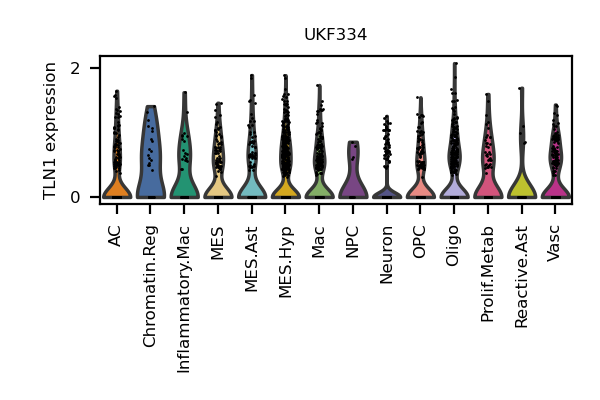 UKF334
TLN1 expression
2
0
AC
Chromatin.Reg
Inflammatory.Mac
MES
MES.Ast
MES.Hyp
Mac
NPC
Neuron
OPC
Oligo
Prolif.Metab
Reactive.Ast
Vasc